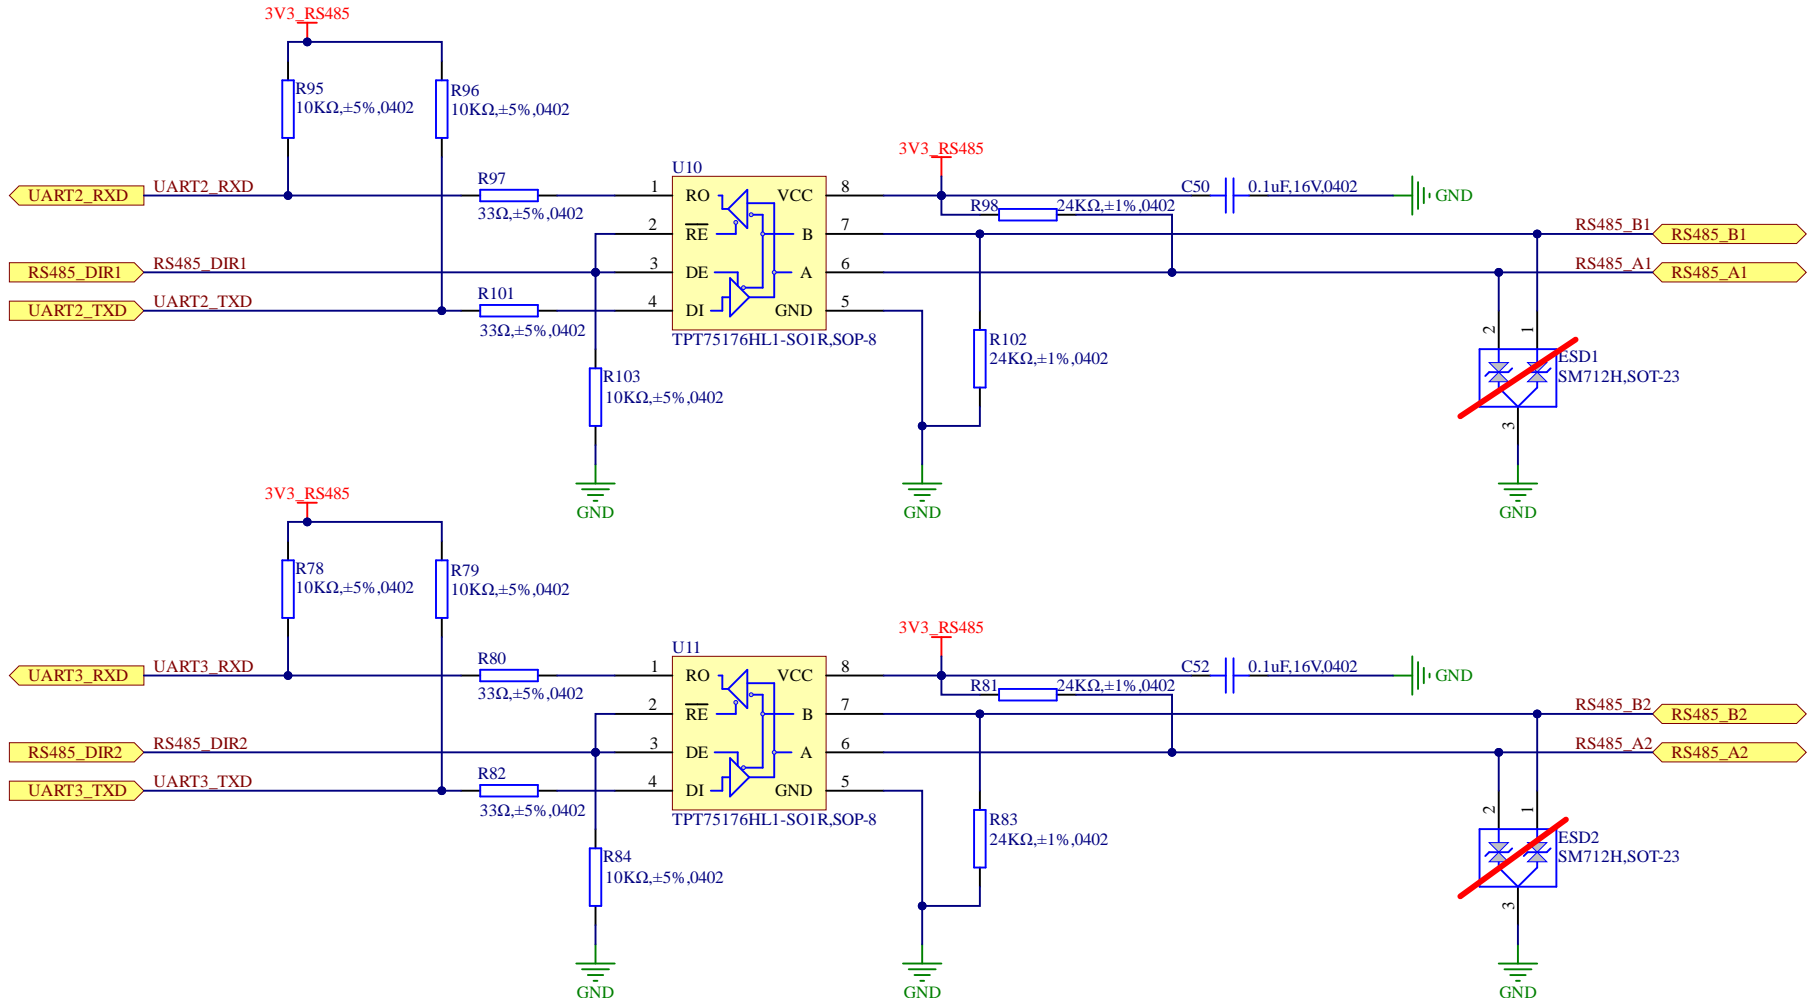 3V3_RS485
R95
10KΩ,±5%,0402
R96
10KΩ,±5%,0402
UART2_RXD
UART2_RXD
R97
33Ω,±5%,0402
RS485_DIR1
RS485_DIR1
UART2_TXD
UART2_TXD
R101
33Ω,±5%,0402
R103
10KΩ,±5%,0402
GND
U10
1
RO
VCC
8
2
RE
B
7
3
DE
A
6
4
DI
GND
5
TPT75176HL1-SO1R,SOP-8
3V3_RS485
C50
0.1uF,16V,0402
GND
R98
24KΩ,±1%,0402
R102
24KΩ,±1%,0402
GND
RS485_B1
RS485_B1
RS485_A1
RS485_A1
2
1
ESD1
SM712H,SOT-23
3
GND
3V3_RS485
R78
10KΩ,±5%,0402
R79
10KΩ,±5%,0402
UART3_RXD
UART3_RXD
R80
33Ω,±5%,0402
RS485_DIR2
RS485_DIR2
UART3_TXD
UART3_TXD
R82
33Ω,±5%,0402
R84
10KΩ,±5%,0402
GND
U11
1
RO
VCC
8
2
RE
B
7
3
DE
A
6
4
DI
GND
5
TPT75176HL1-SO1R,SOP-8
3V3_RS485
C52
0.1uF,16V,0402
GND
R81
24KΩ,±1%,0402
R83
24KΩ,±1%,0402
GND
RS485_B2
RS485_B2
RS485_A2
RS485_A2
2
1
ESD2
SM712H,SOT-23
3
GND